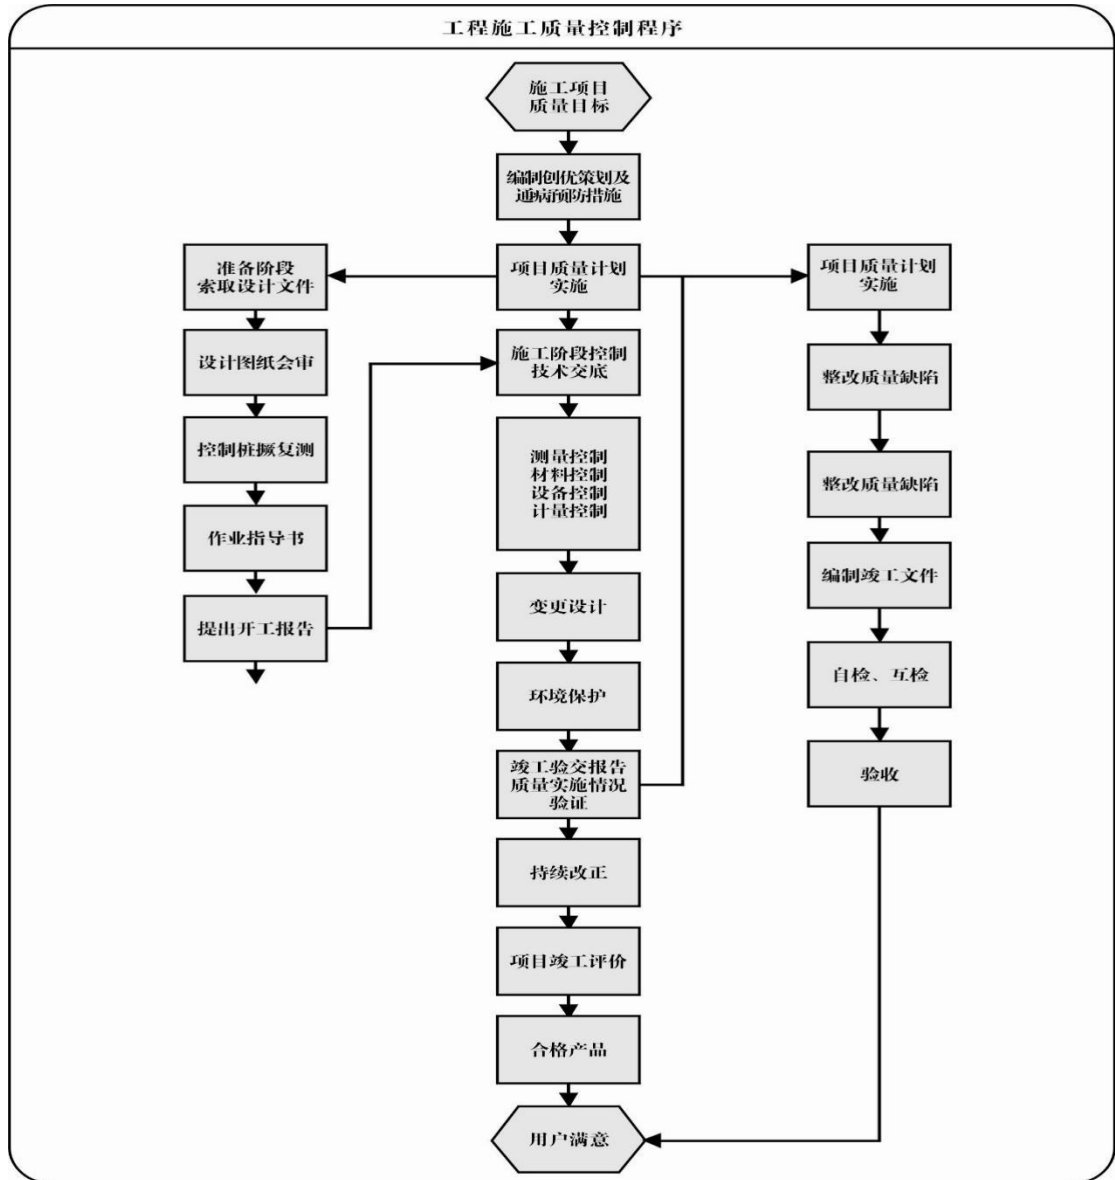 工程施工质量控制程序
施工项目
质量目标
编制创优策划及
通病预防措施
准备阶段
索取设计文件
项目质量计划
实施
项目质量计划
实施
设计图纸会审
施工阶段控制
技术交底
整改质量缺陷
控制桩撅复测
测量控制
材料控制
设备控制
计量控制
整改质量缺陷
作业指导书
变更设计
编制竣工文件
提出开工报告
环境保护
自检、互检
竣工验交报告
质量实施情况
验证
验收
持续改正
项目竣工评价
合格产品
用户满意